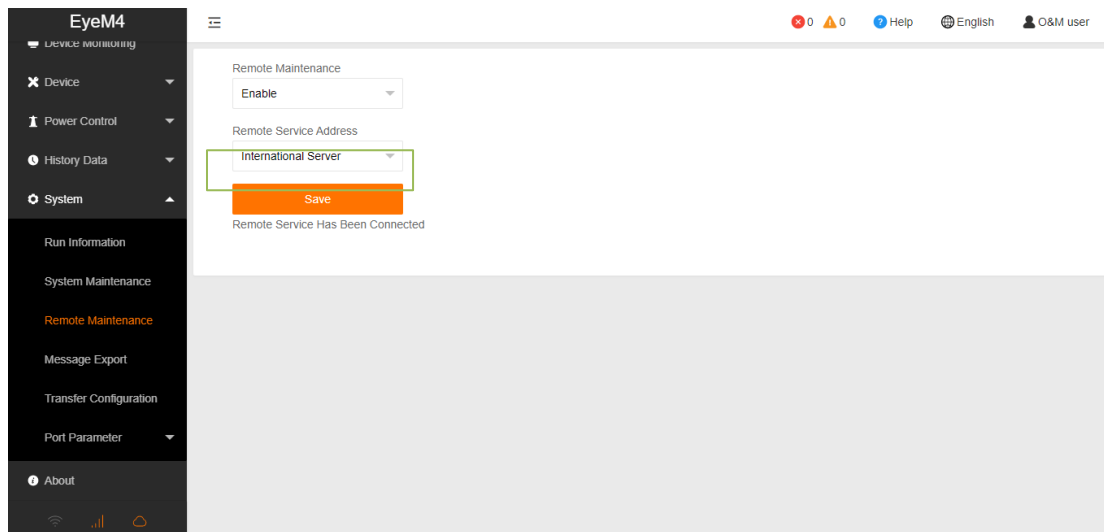 EyeM4
0
0
Help
English
O&M user
Device Monitoring
Device
Power Control
History Data
System
Run Information
System Maintenance
Remote Maintenance
Message Export
Transfer Configuration
Port Parameter
About
Remote Maintenance
Enable
Remote Service Address
International Server
Save
Remote Service Has Been Connected